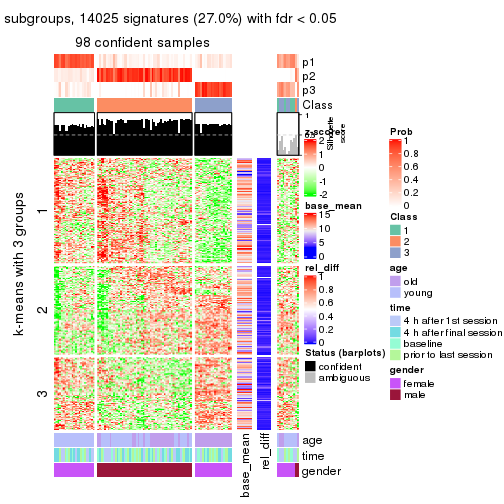 subgroups, 14025 signatures (27.0%) with fdr < 0.05
98 confident samples
p1
p2
p3
Class
1
Silhouette
score
z-score
2
1
0
-1
-2
base_mean
15
10
5
0
rel_diff
1
0.8
0.6
0.4
0.2
0
Status (barplots)
confident
ambiguous
Prob
1
0.8
0.6
0.4
0.2
0
Class
1
2
3
age
old
young
time
4 h after 1st session
4 h after final session
baseline
prior to last session
gender
female
male
k-means with 3 groups
1
2
3
age
time
gender
base_mean
rel_diff